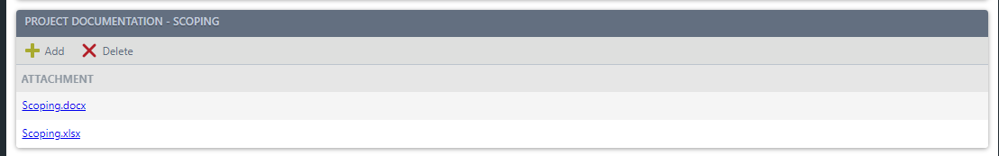 PROJECT DOCUMENTATION - SCOPING
Add Delete
ATTACHMENT
Scoping.docx
Scoping.xlsx